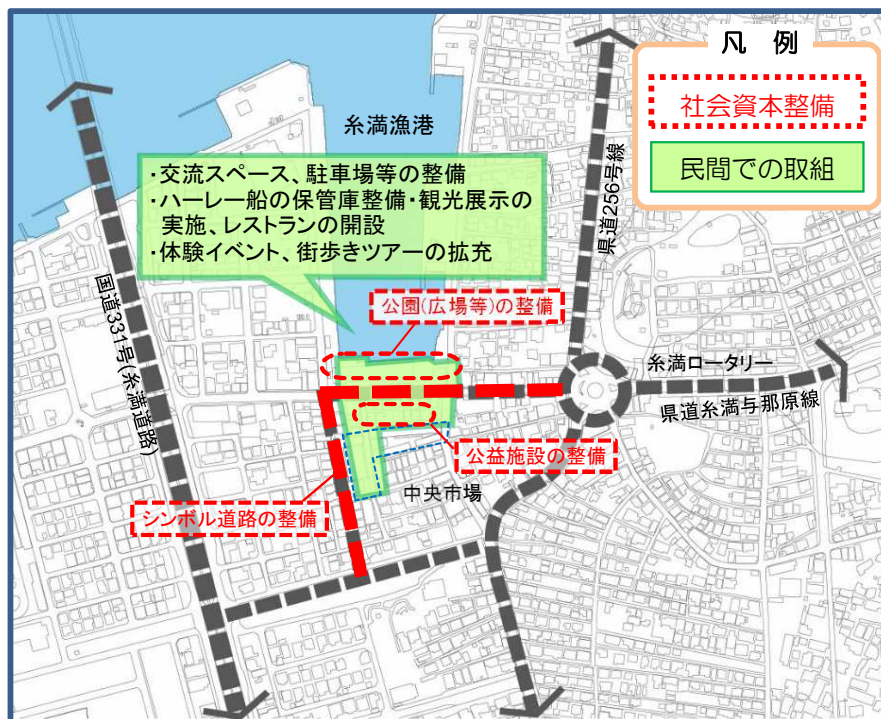 凡 例
社会資本整備
民間での取組
糸満漁港
・交流スペース、駐車場等の整備
・ハーレー船の保管庫整備・観光展示の
実施、レストランの開設
・体験イベント、街歩きツアーの拡充
県道256号線
国道331号(糸満道路)
公園(広場等)の整備
糸満ロータリー
県道糸満与那原線
公益施設の整備
中央市場
シンボル道路の整備